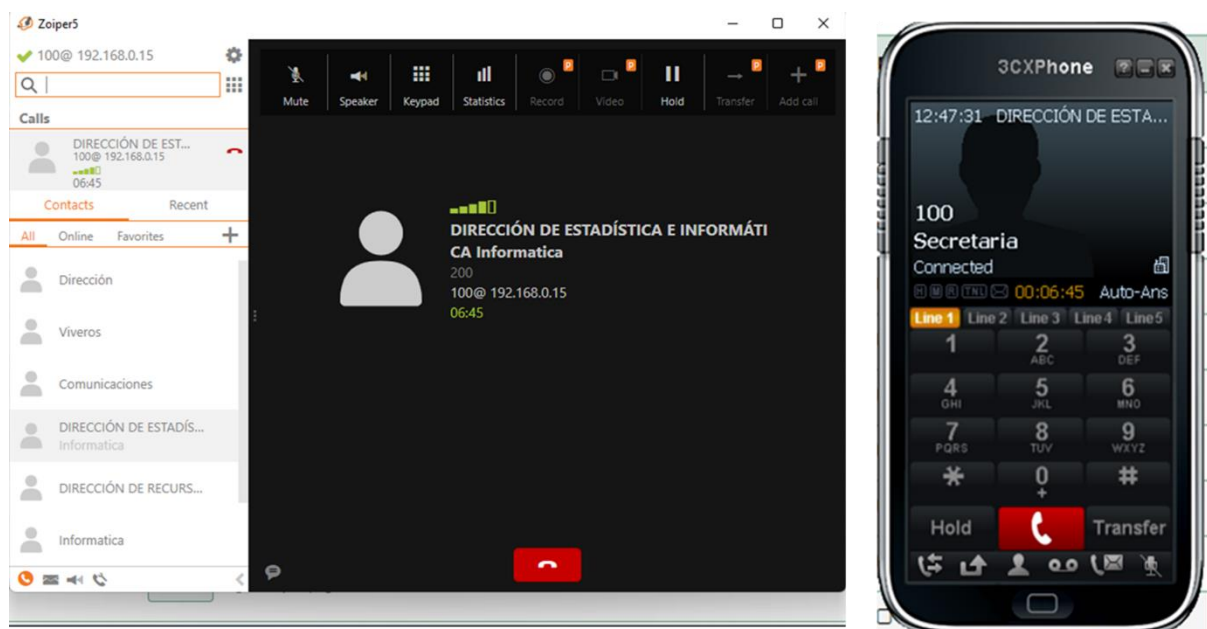 Zoiper5
100@ 192.168.0.15
Calls
DIRECCIÓN DE EST...
100@ 192.168.0.15
06:45
Contacts Recent
All Online Favorites
Dirección
Viveros
Comunicaciones
DIRECCIÓN DE ESTADÍS...
Informatica
DIRECCIÓN DE RECURS...
Informatica
Mute Speaker Keypad Statistics Record Video Hold Transfer Add call
P P P P
DIRECCIÓN DE ESTADÍSTICA E INFORMÁTI
CA Informatica
200
100@ 192.168.0.15
06:45
3CXPhone
12:47:31 DIRECCIÓN DE ESTA...
100
Secretaria
Connected
H M R TNL 00:06:45 Auto-Ans
Line 1 Line 2 Line 3 Line 4 Line 5
1 2 3
ABC DEF
4 5 6
GHI JKL MNO
7 8 9
PQRS TUV WXYZ
* 0 #
+
Hold Transfer